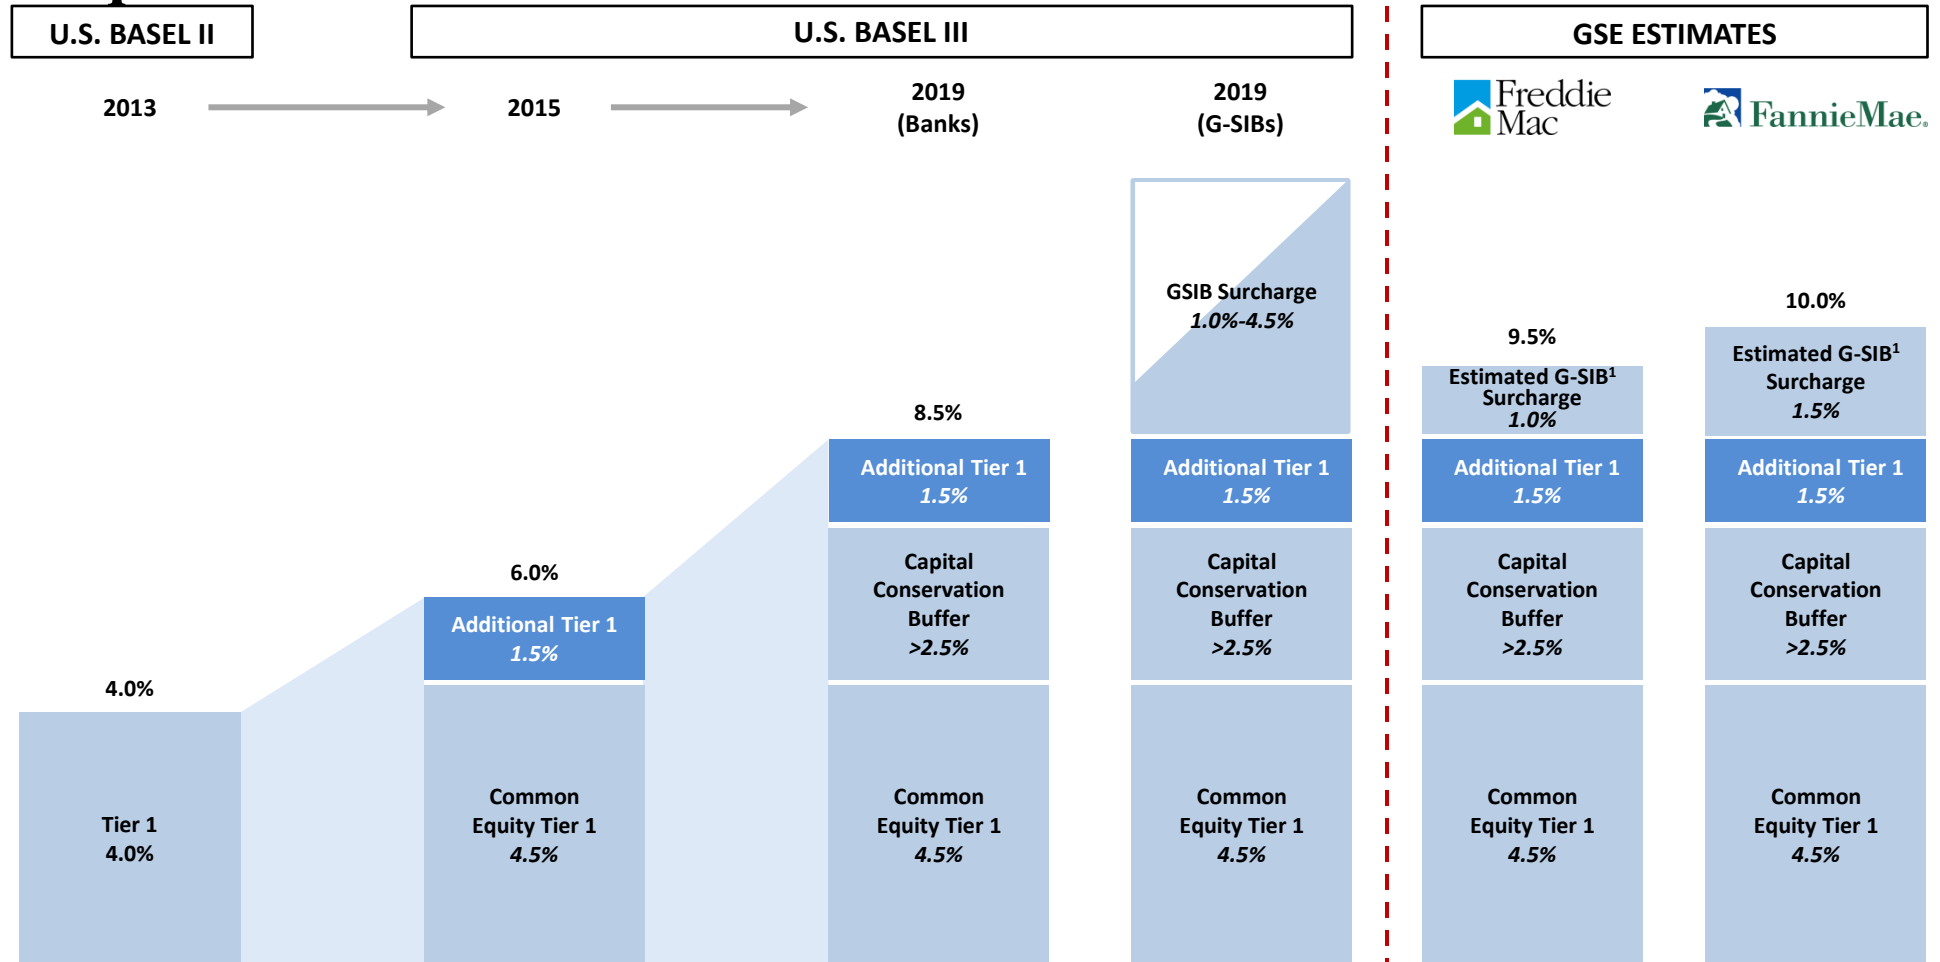 U.S. BASEL II
U.S. BASEL III
GSE ESTIMATES
2013
2015
2019
(Banks)
2019
(G-SIBs)
Freddie
Mac
FannieMae®
4.0%
Tier 1
4.0%
6.0%
Additional Tier 1
1.5%
Common
Equity Tier 1
4.5%
8.5%
Additional Tier 1
1.5%
Capital
Conservation
Buffer
>2.5%
Common
Equity Tier 1
4.5%
GSIB Surcharge
1.0%-4.5%
Additional Tier 1
1.5%
Capital
Conservation
Buffer
>2.5%
Common
Equity Tier 1
4.5%
9.5%
Estimated G-SIB¹
Surcharge
1.0%
Additional Tier 1
1.5%
Capital
Conservation
Buffer
>2.5%
Common
Equity Tier 1
4.5%
10.0%
Estimated G-SIB¹
Surcharge
1.5%
Additional Tier 1
1.5%
Capital
Conservation
Buffer
>2.5%
Common
Equity Tier 1
4.5%